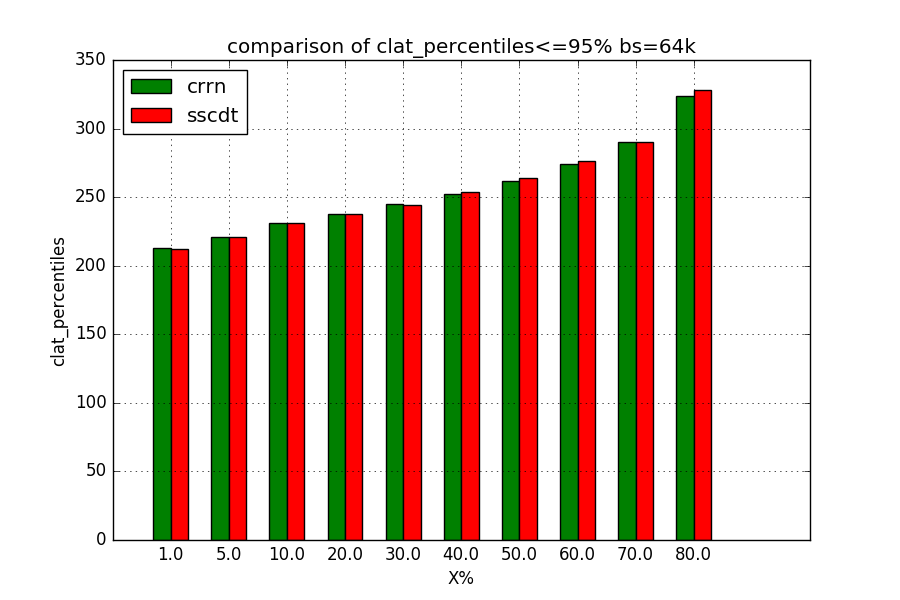 comparison of clat_percentiles<=95% bs=64k
crrn
sscdt
clat_percentiles
350
300
250
200
150
100
50
0
1.0 5.0 10.0 20.0 30.0 40.0 50.0 60.0 70.0 80.0
X%